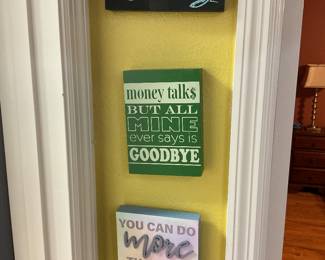 money talk$
BUT ALL
MINE
ever says is
GOODBYE
YOU CAN DO
more